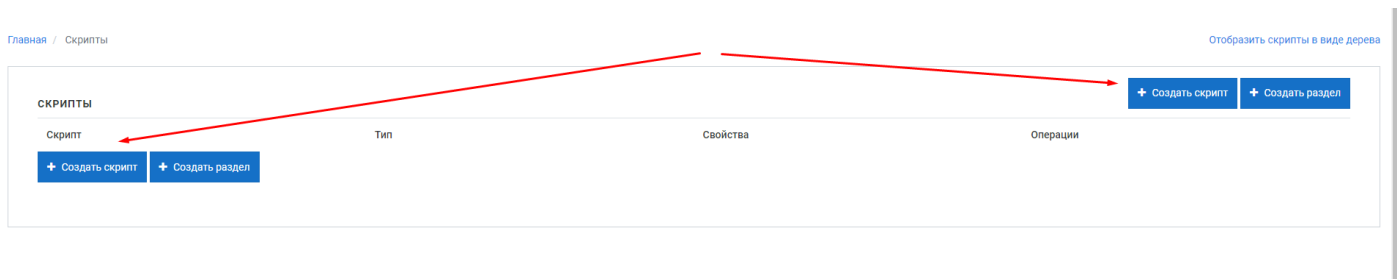 Главная / Скрипты
Отобразить скрипты в виде дерева
+ Создать скрипт + Создать раздел
СКРИПТЫ
Скрипт Тип Свойства Операции
+ Создать скрипт + Создать раздел